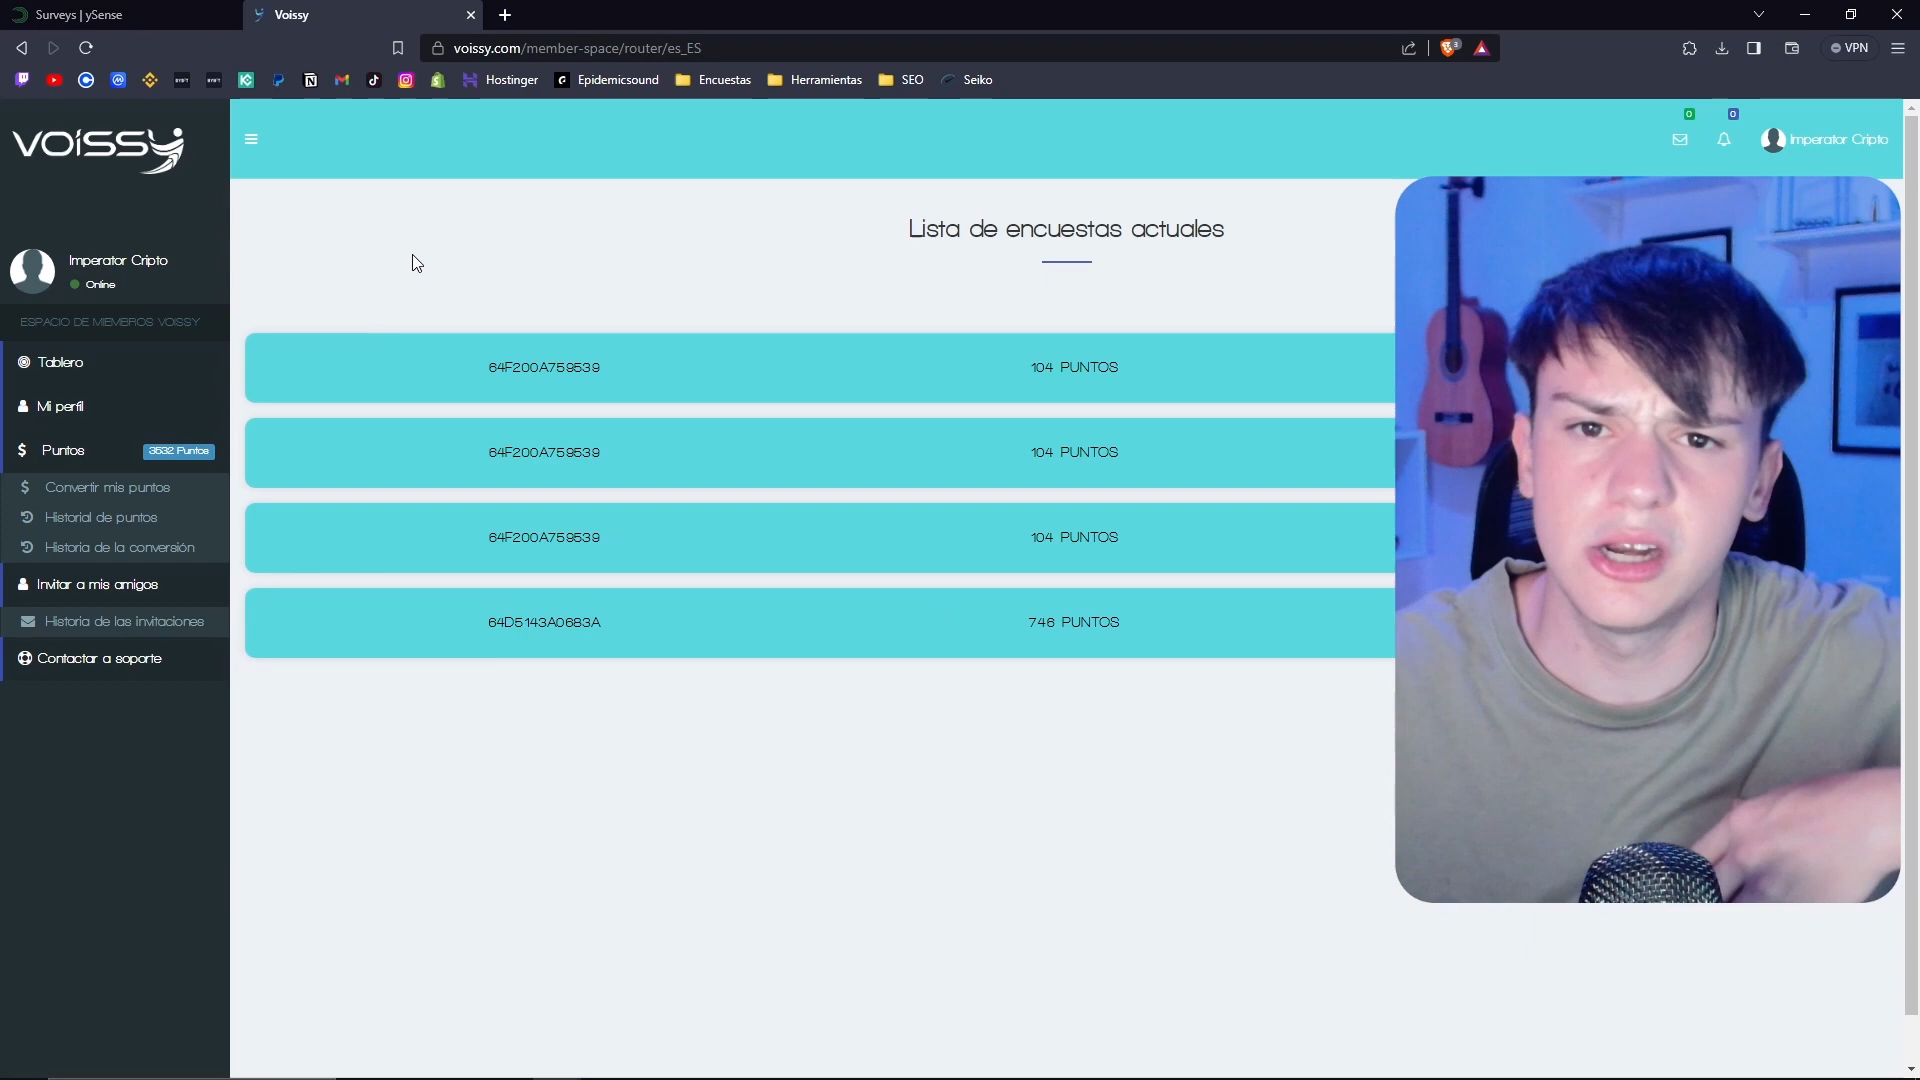 Surveys | ySense
Voissy
voissy.com/member-space/router/es_ES
3
VPN
Hostinger
Epidemicsound
Encuestas
Herramientas
SEO
Seiko
VOISSY
0
0
Imperator Cripto
Imperator Cripto
Online
ESPACIO DE MIEMBROS VOISSY
Tablero
Mi perfil
Puntos
3532 Puntos
Convertir mis puntos
Historial de puntos
Historia de la conversión
Invitar a mis amigos
Historia de las invitaciones
Contactar a soporte
Lista de encuestas actuales
64F200A759539
104 PUNTOS
64F200A759539
104 PUNTOS
64F200A759539
104 PUNTOS
64D5143A0683A
746 PUNTOS